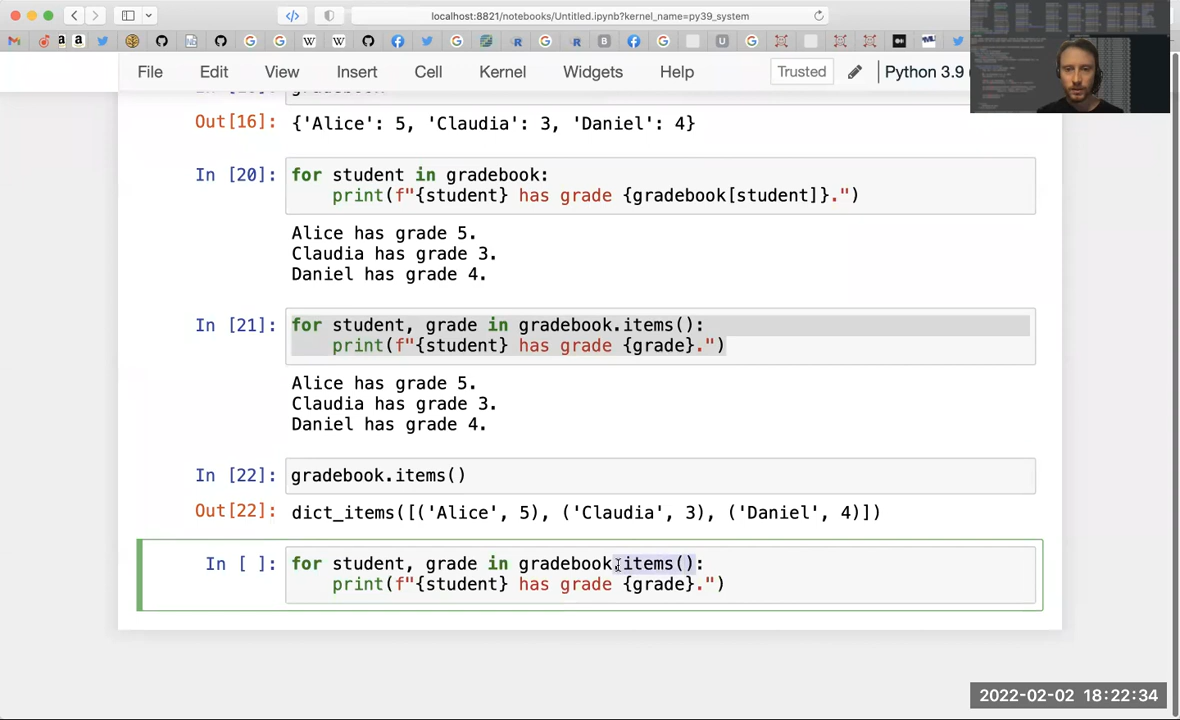 localhost:8821/notebooks/Untitled.ipynb?kernel_name=py39_system
File Edit View Insert Cell Kernel Widgets Help Trusted Python 3.9
Out[16]: {'Alice': 5, 'Claudia': 3, 'Daniel': 4}
In [20]: for student in gradebook:
print(f"{student} has grade {gradebook[student]}.")
Alice has grade 5.
Claudia has grade 3.
Daniel has grade 4.
In [21]: for student, grade in gradebook.items():
print(f"{student} has grade {grade}.")
Alice has grade 5.
Claudia has grade 3.
Daniel has grade 4.
In [22]: gradebook.items()
Out[22]: dict_items([('Alice', 5), ('Claudia', 3), ('Daniel', 4)])
In [ ]: for student, grade in gradebook.items():
print(f"{student} has grade {grade}.")
2022-02-02 18:22:34